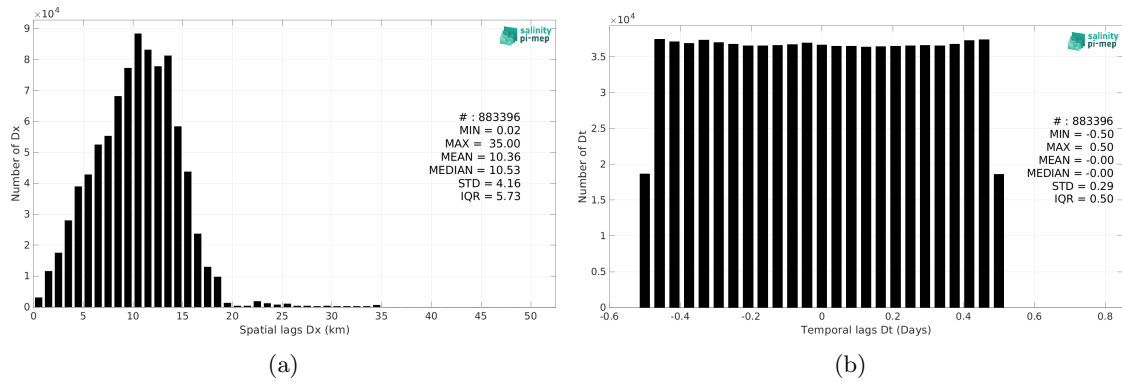 ×10⁴
9
8
7
6
5
4
3
2
1
0
Number of Dx
salinity
pi-mep
# : 883396
MIN = 0.02
MAX = 35.00
MEAN = 10.36
MEDIAN = 10.53
STD = 4.16
IQR = 5.73
0 5 10 15 20 25 30 35 40 45 50
Spatial lags Dx (km)
(a)
×10⁴
3.5
3
2.5
2
1.5
1
0.5
0
Number of Dt
salinity
pi-mep
# : 883396
MIN = -0.50
MAX = 0.50
MEAN = -0.00
MEDIAN = -0.00
STD = 0.29
IQR = 0.50
-0.6 -0.4 -0.2 0 0.2 0.4 0.6 0.8
Temporal lags Dt (Days)
(b)